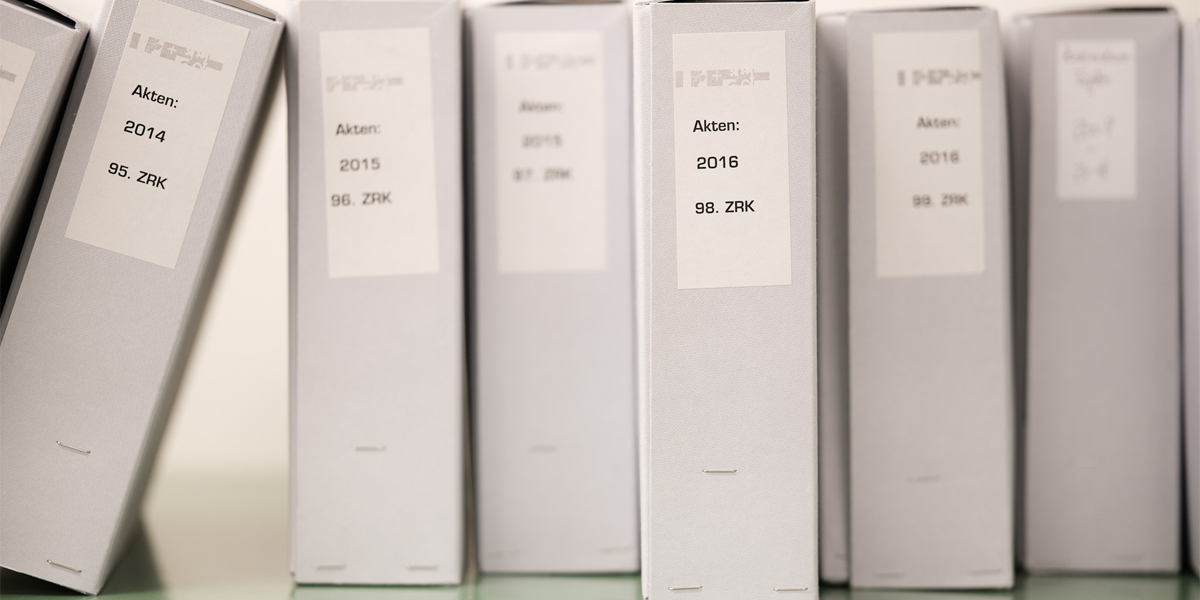 Akten:
2014
95. ZRK
Akten:
2015
96. ZRK
Akten:
2015
97. ZRK
Akten:
2016
98. ZRK
Akten:
2016
99. ZRK